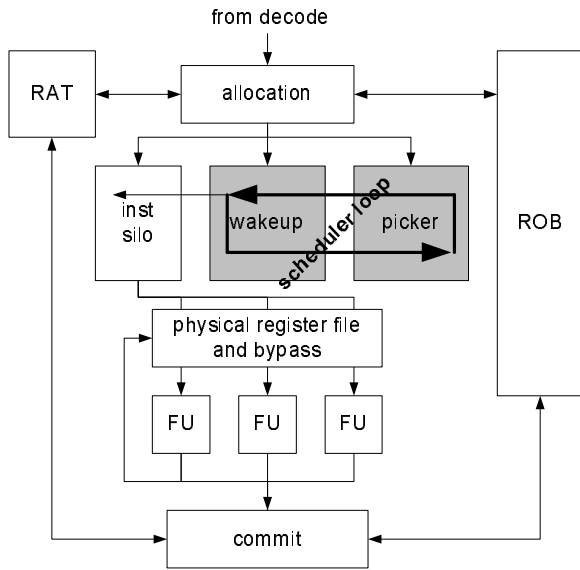 from decode
RAT
allocation
ROB
inst
silo
wakeup
scheduler loop
picker
physical register file
and bypass
FU
FU
FU
commit